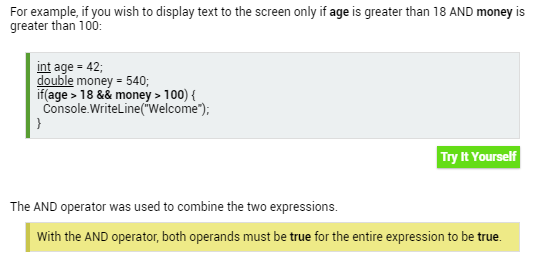 For example, if you wish to display text to the screen only if age is greater than 18 AND money is
greater than 100:
int age = 42;
double money = 540;
if(age > 18 && money > 100) {
Console.WriteLine("Welcome");
}
Try It Yourself
The AND operator was used to combine the two expressions.
With the AND operator, both operands must be true for the entire expression to be true.